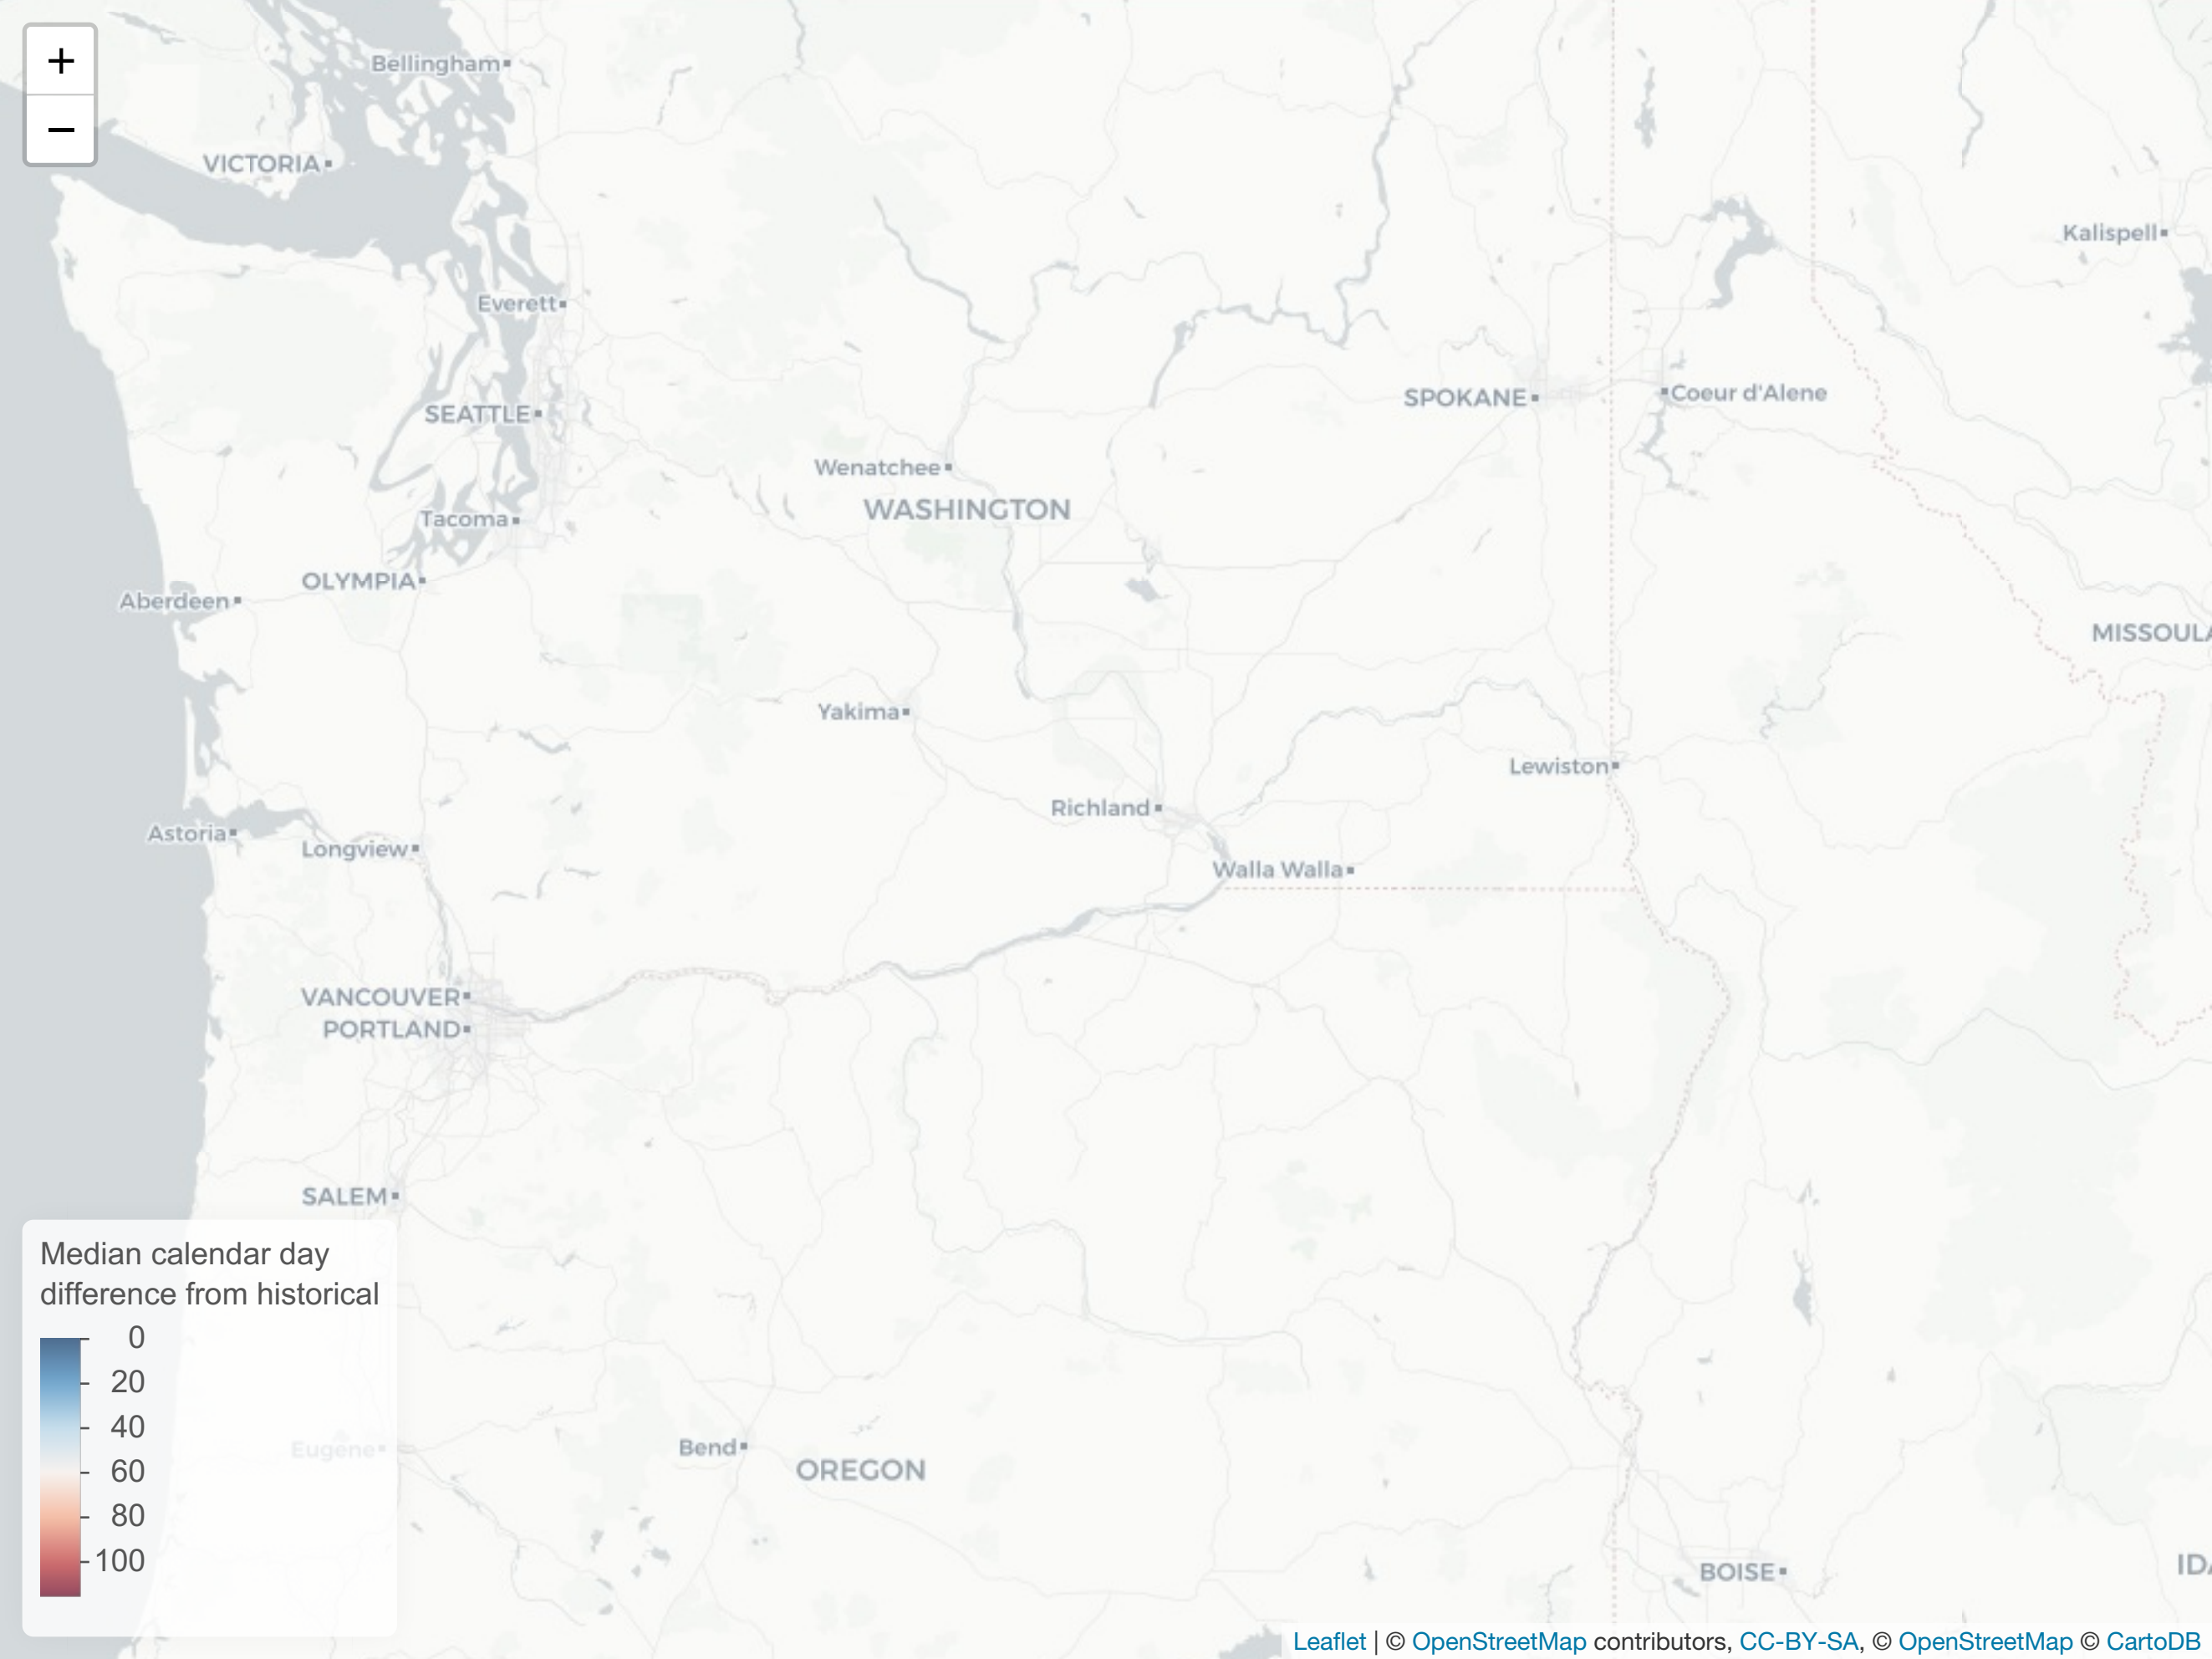 +
Bellingham
−
VICTORIA
Kalispell
Everett
SPOKANE
Coeur d'Alene
SEATTLE
Wenatchee
WASHINGTON
Tacoma
OLYMPIA
Aberdeen
MISSOULA
Yakima
Lewiston
Richland
Astoria
Longview
Walla Walla
VANCOUVER
PORTLAND
SALEM
Median calendar day
difference from historical
0
20
40
60
80
100
Eugene
Bend
OREGON
BOISE
IDA
Leaflet | © OpenStreetMap contributors, CC-BY-SA, © OpenStreetMap © CartoDB